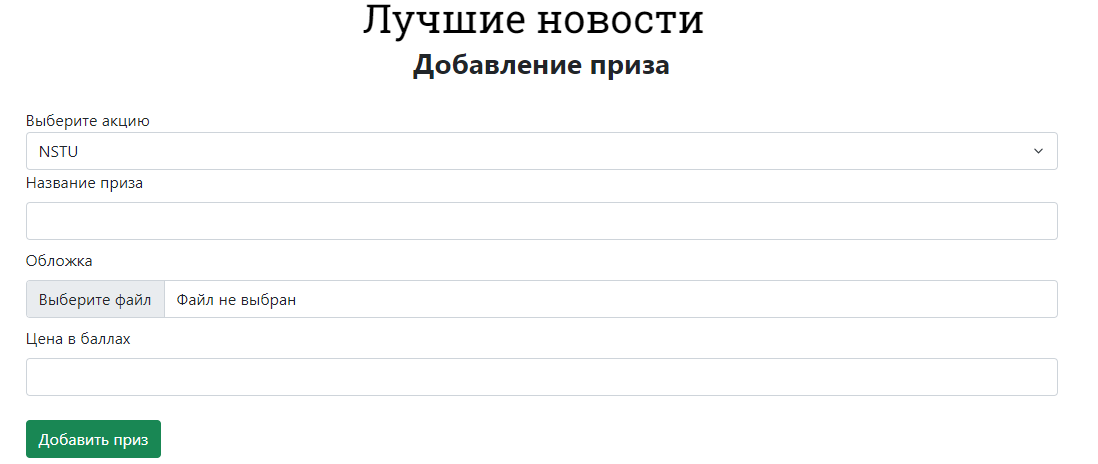 Лучшие новости
Добавление приза
Выберите акцию
NSTU
Название приза
Обложка
Выберите файл Файл не выбран
Цена в баллах
Добавить приз